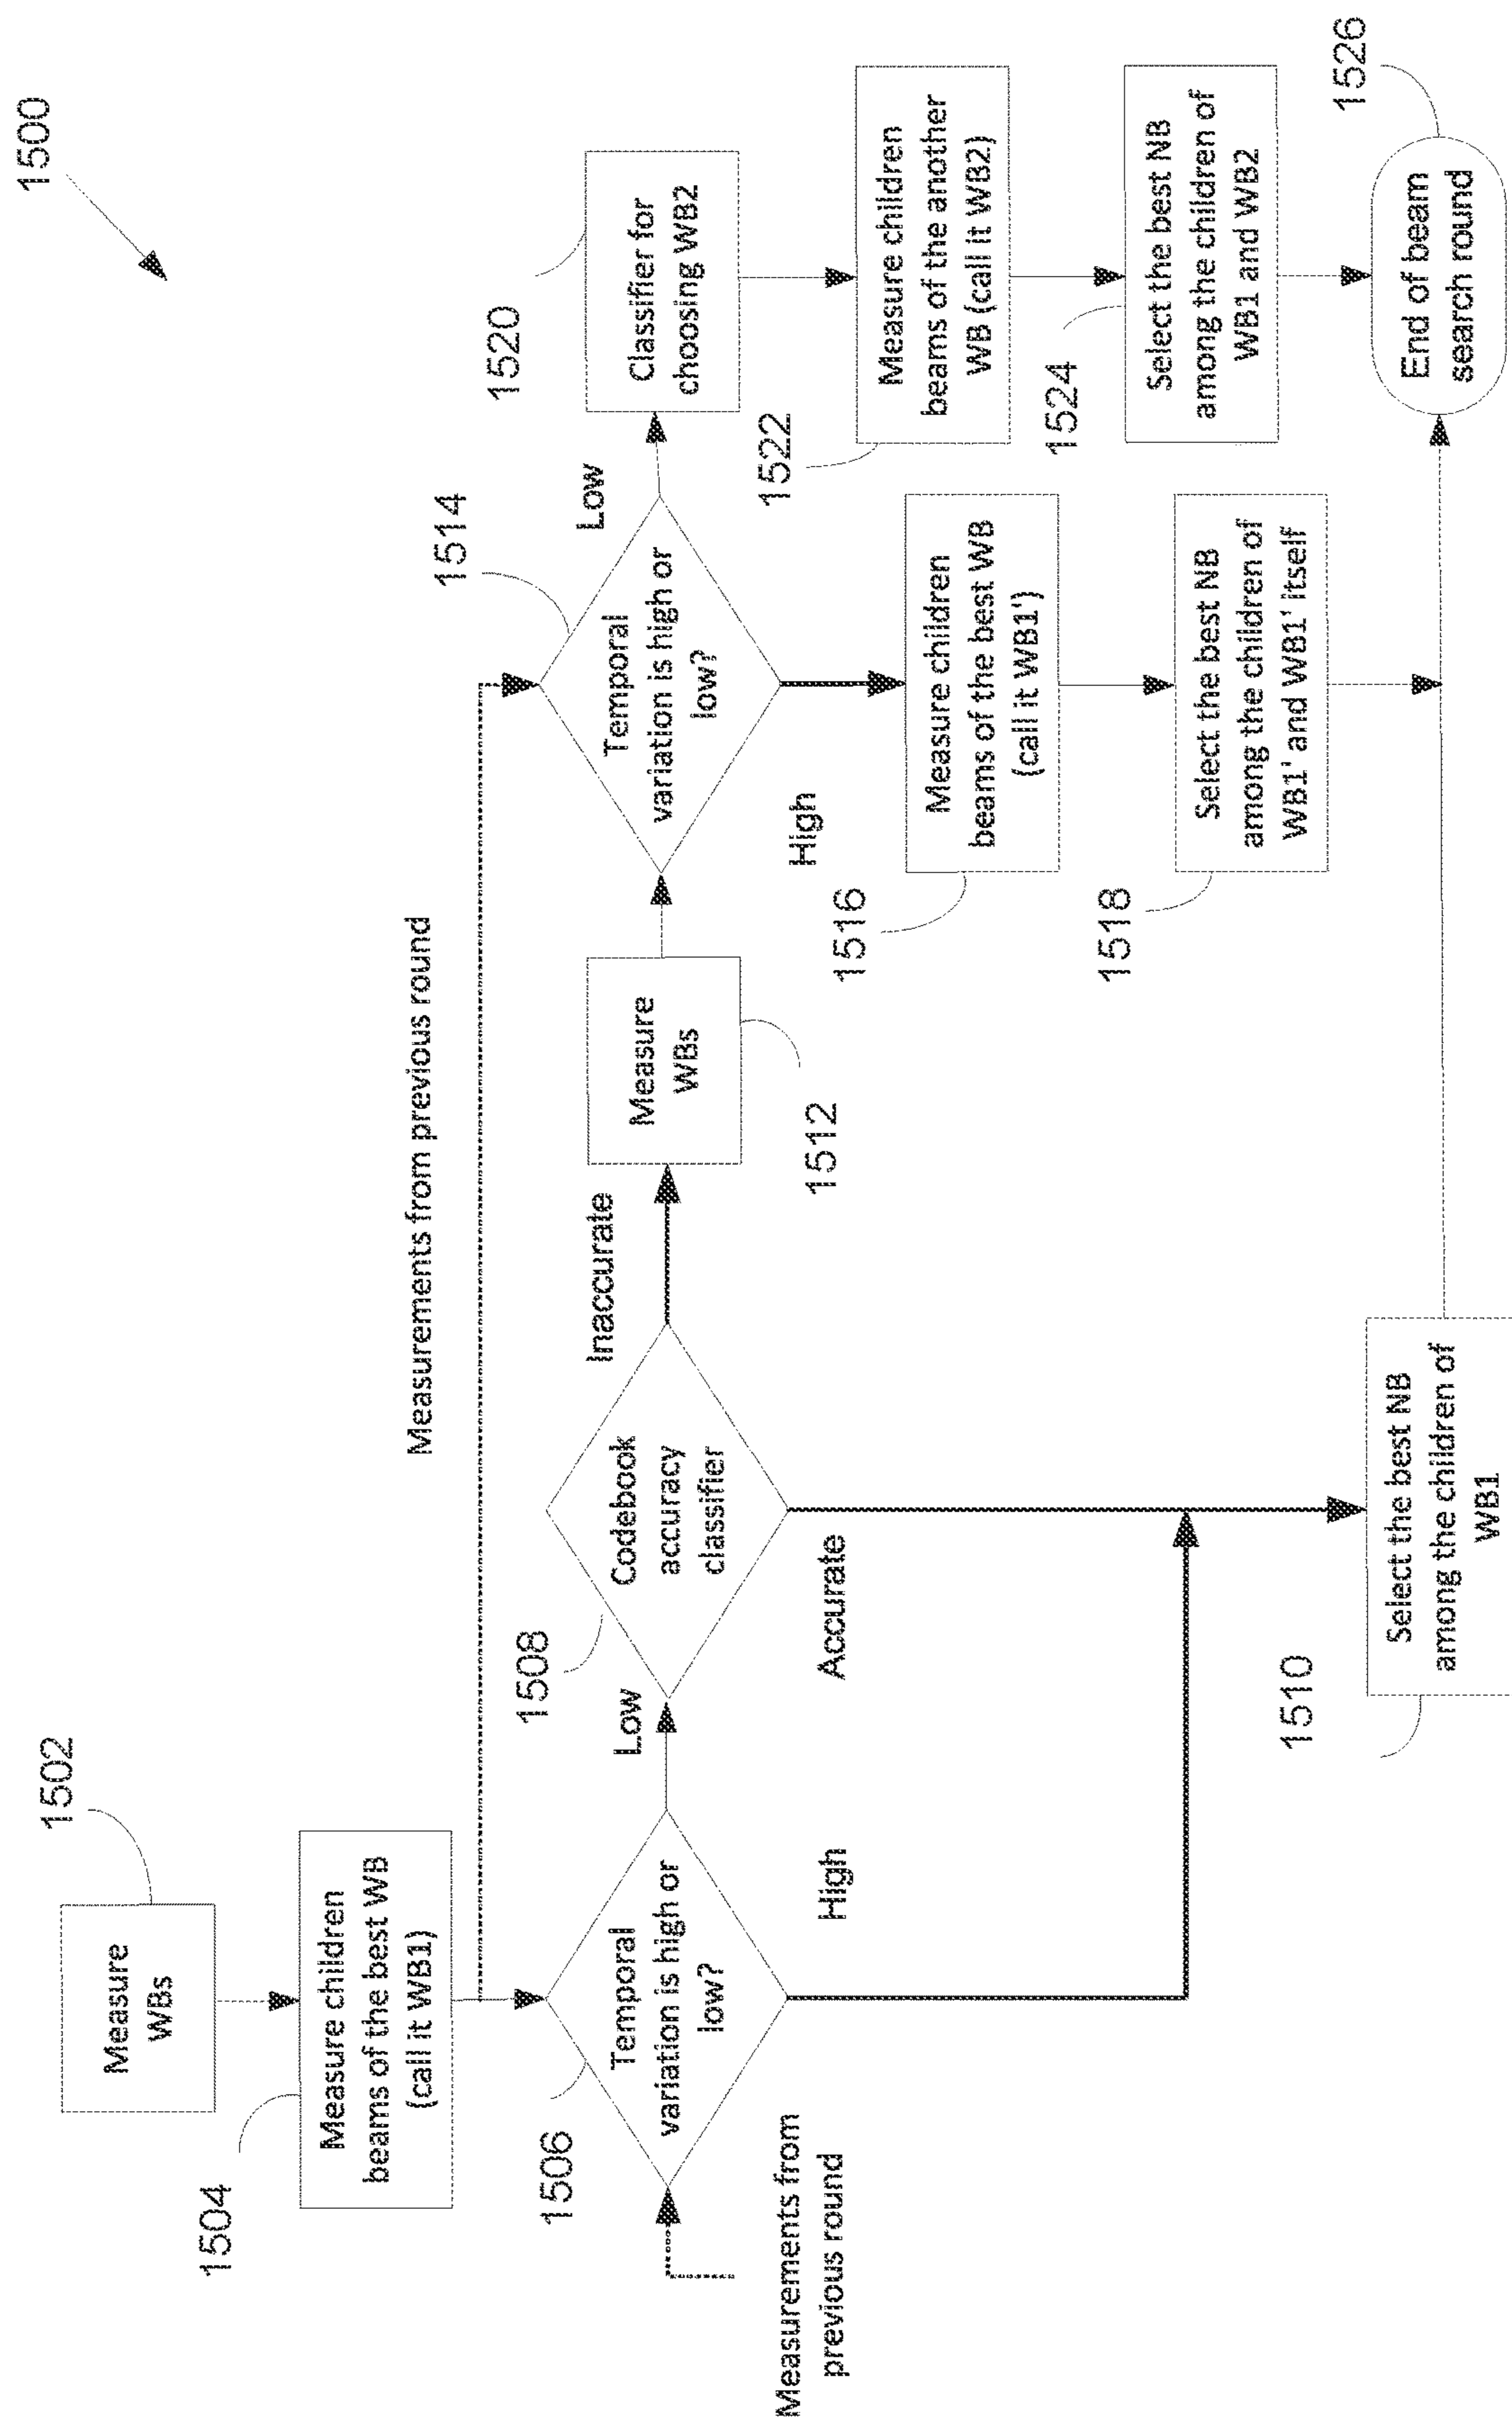 1500
1502
Measure
WBs
1504
Measure children
beams of the best WB
(call it WB1)
Measurements from previous round
1506
Temporal
variation is high or
low?
Measurements from
previous round
Low
High
1508
Codebook
accuracy
classifier
Inaccurate
Accurate
1510
Select the best NB
among the children of
WB1
1512
Measure
WBs
1514
Temporal
variation is high or
low?
Low
High
1516
Measure children
beams of the best WB
(call it WB1')
1518
Select the best NB
among the children of
WB1' and WB1' itself
1520
Classifier for
choosing WB2
1522
Measure children
beams of the another
WB (call it WB2)
1524
Select the best NB
among the children of
WB1 and WB2
1526
End of beam
search round